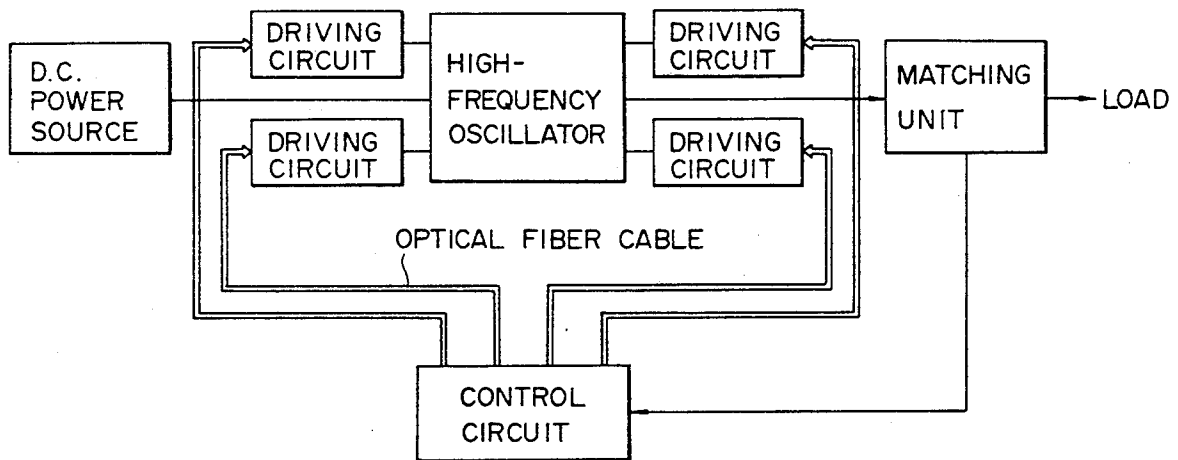 D.C.
POWER
SOURCE
DRIVING
CIRCUIT
DRIVING
CIRCUIT
HIGH-
FREQUENCY
OSCILLATOR
DRIVING
CIRCUIT
DRIVING
CIRCUIT
MATCHING
UNIT
LOAD
OPTICAL FIBER CABLE
CONTROL
CIRCUIT